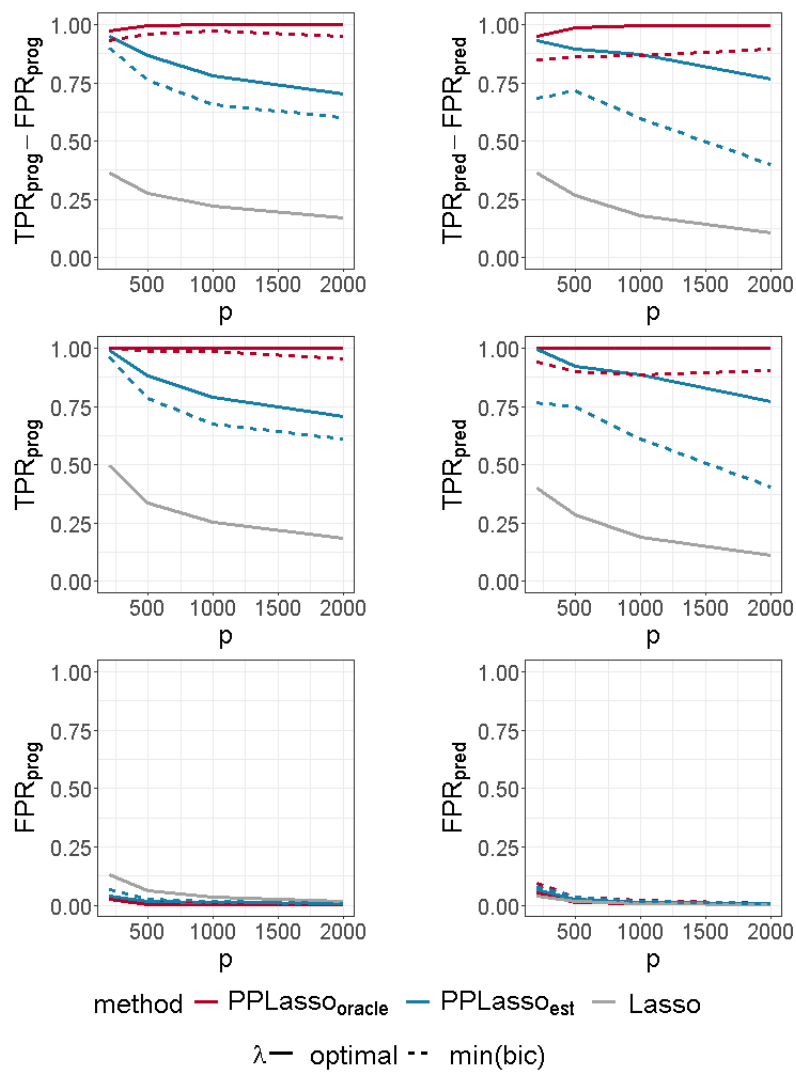 TPRprog − FPRprog
1.00
0.75
0.50
0.25
0.00
500 1000 1500 2000
p
TPRpred − FPRpred
1.00
0.75
0.50
0.25
0.00
500 1000 1500 2000
p
TPRprog
1.00
0.75
0.50
0.25
0.00
500 1000 1500 2000
p
TPRpred
1.00
0.75
0.50
0.25
0.00
500 1000 1500 2000
p
FPRprog
1.00
0.75
0.50
0.25
0.00
500 1000 1500 2000
p
FPRpred
1.00
0.75
0.50
0.25
0.00
500 1000 1500 2000
p
method PPLassooracle PPLassoest Lasso
λ optimal min(bic)